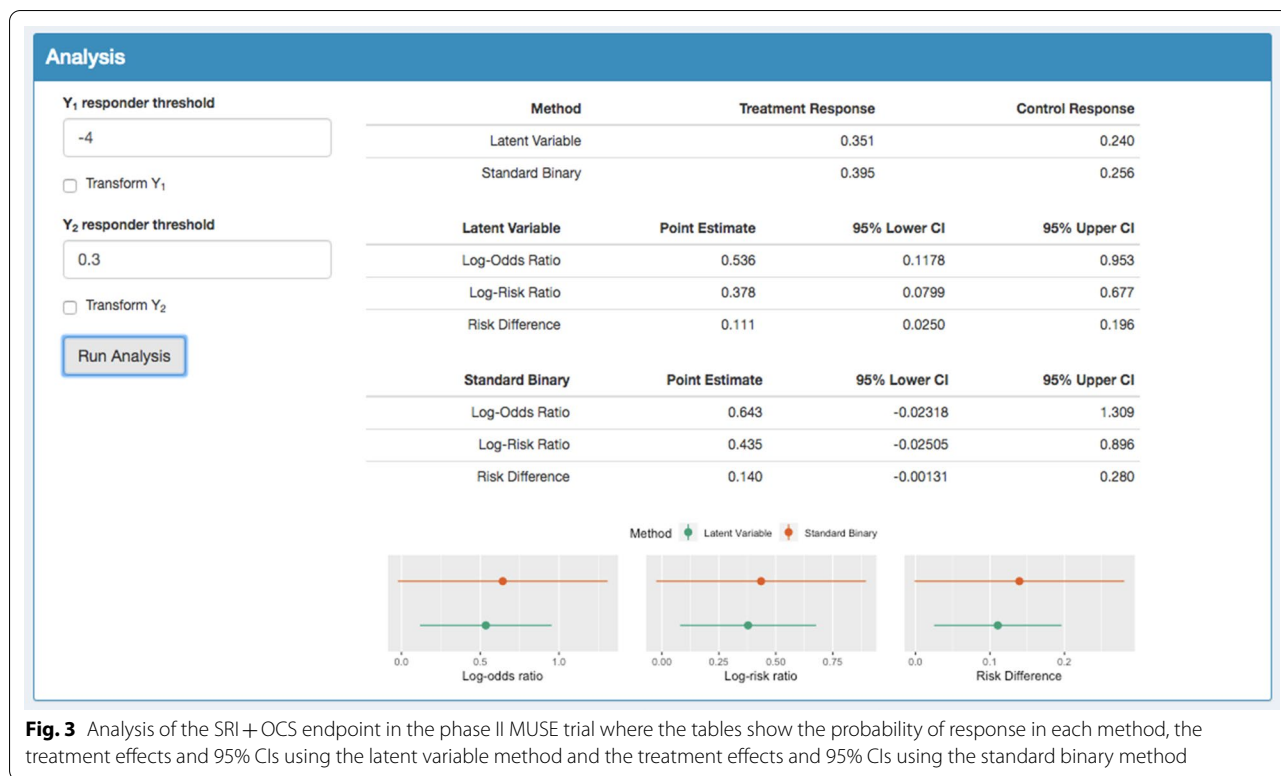 Analysis
Y₁ responder threshold
-4
Transform Y₁
Y₂ responder threshold
0.3
Transform Y₂
Run Analysis
Method Treatment Response Control Response
Latent Variable 0.351 0.240
Standard Binary 0.395 0.256
Latent Variable Point Estimate 95% Lower CI 95% Upper CI
Log-Odds Ratio 0.536 0.1178 0.953
Log-Risk Ratio 0.378 0.0799 0.677
Risk Difference 0.111 0.0250 0.196
Standard Binary Point Estimate 95% Lower CI 95% Upper CI
Log-Odds Ratio 0.643 -0.02318 1.309
Log-Risk Ratio 0.435 -0.02505 0.896
Risk Difference 0.140 -0.00131 0.280
Method Latent Variable Standard Binary
0.0 0.5 1.0 0.00 0.25 0.50 0.75 0.0 0.1 0.2
Log-odds ratio Log-risk ratio Risk Difference
Fig. 3 Analysis of the SRI + OCS endpoint in the phase II MUSE trial where the tables show the probability of response in each method, the
treatment effects and 95% CIs using the latent variable method and the treatment effects and 95% CIs using the standard binary method